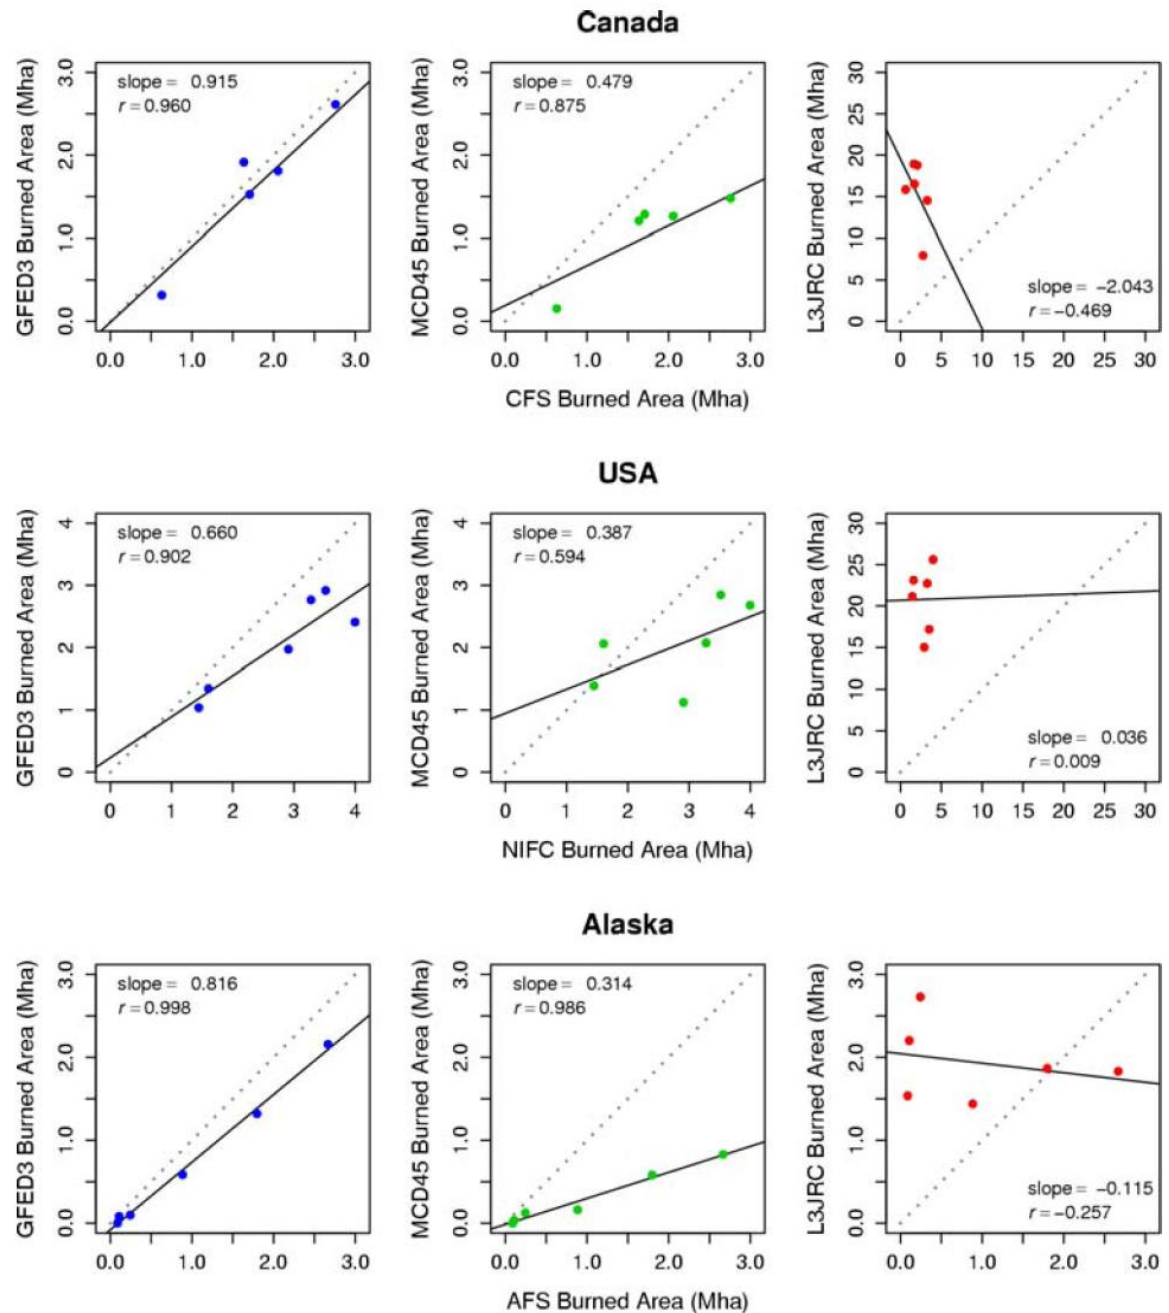 Canada
GFED3 Burned Area (Mha)
slope = 0.915
r = 0.960
3.0
2.0
1.0
0.0
0.0 1.0 2.0 3.0
MCD45 Burned Area (Mha)
slope = 0.479
r = 0.875
3.0
2.0
1.0
0.0
0.0 1.0 2.0 3.0
CFS Burned Area (Mha)
L3JRC Burned Area (Mha)
30
25
20
15
10
5
0
slope = −2.043
r = −0.469
0 5 10 15 20 25 30
USA
GFED3 Burned Area (Mha)
slope = 0.660
r = 0.902
4
3
2
1
0
0 1 2 3 4
MCD45 Burned Area (Mha)
slope = 0.387
r = 0.594
4
3
2
1
0
0 1 2 3 4
NIFC Burned Area (Mha)
L3JRC Burned Area (Mha)
30
25
20
15
10
5
0
slope = 0.036
r = 0.009
0 5 10 15 20 25 30
Alaska
GFED3 Burned Area (Mha)
slope = 0.816
r = 0.998
3.0
2.0
1.0
0.0
0.0 1.0 2.0 3.0
MCD45 Burned Area (Mha)
slope = 0.314
r = 0.986
3.0
2.0
1.0
0.0
0.0 1.0 2.0 3.0
AFS Burned Area (Mha)
L3JRC Burned Area (Mha)
3.0
2.0
1.0
0.0
slope = −0.115
r = −0.257
0.0 1.0 2.0 3.0